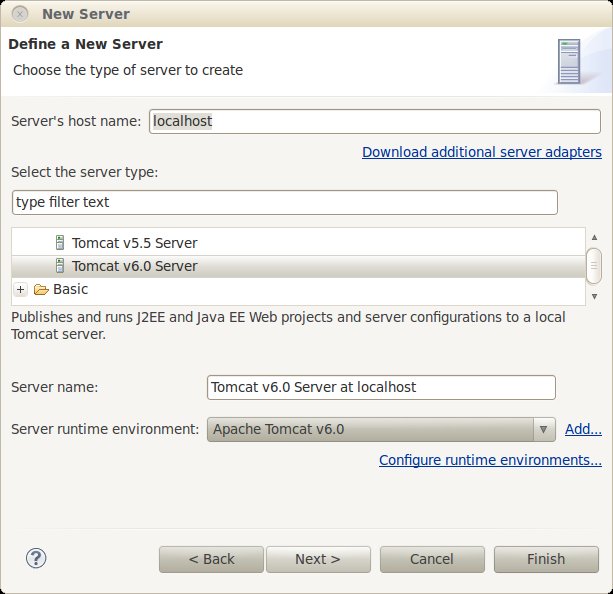 New Server
Define a New Server
Choose the type of server to create
Server's host name: localhost
Download additional server adapters
Select the server type:
type filter text
Tomcat v5.5 Server
Tomcat v6.0 Server
+ Basic
Publishes and runs J2EE and Java EE Web projects and server configurations to a local
Tomcat server.
Server name: Tomcat v6.0 Server at localhost
Server runtime environment: Apache Tomcat v6.0 Add...
Configure runtime environments...
? < Back Next > Cancel Finish